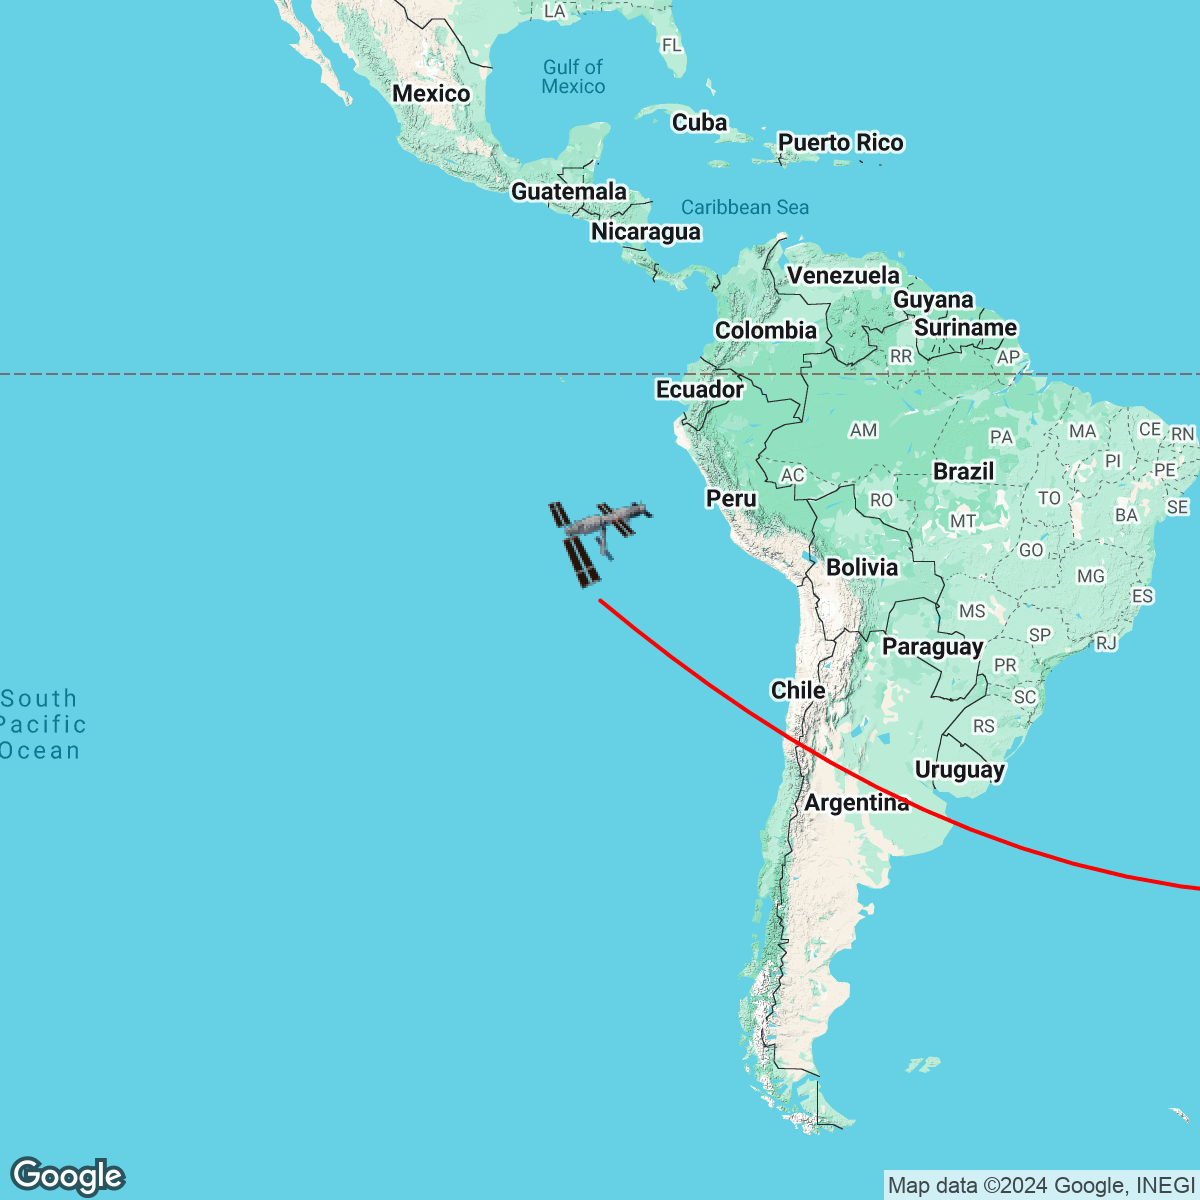 LA
FL
Gulf of
Mexico
Mexico
Cuba
Puerto Rico
Guatemala
Caribbean Sea
Nicaragua
Venezuela
Guyana
Colombia
Suriname
RR
AP
Ecuador
AM
PA
MA
CE
RN
PI
PE
AC
Brazil
Peru
RO
TO
SE
MT
BA
GO
Bolivia
MG
MS
ES
SP
RJ
Paraguay
PR
Chile
SC
South
Pacific
Ocean
RS
Uruguay
Argentina
Google
Map data ©2024 Google, INEGI